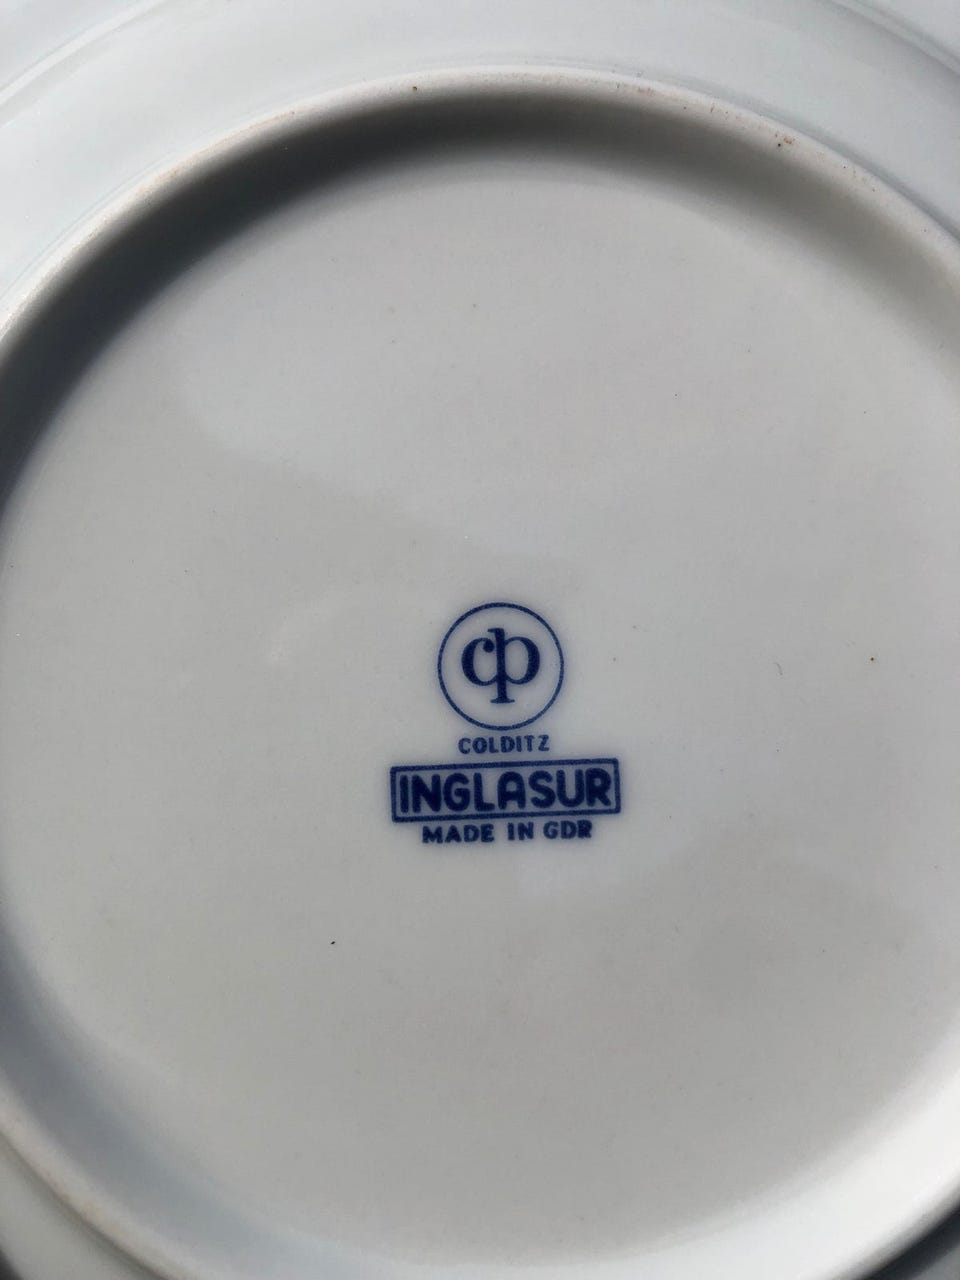 cp
COLDITZ
INGLASUR
MADE IN GDR